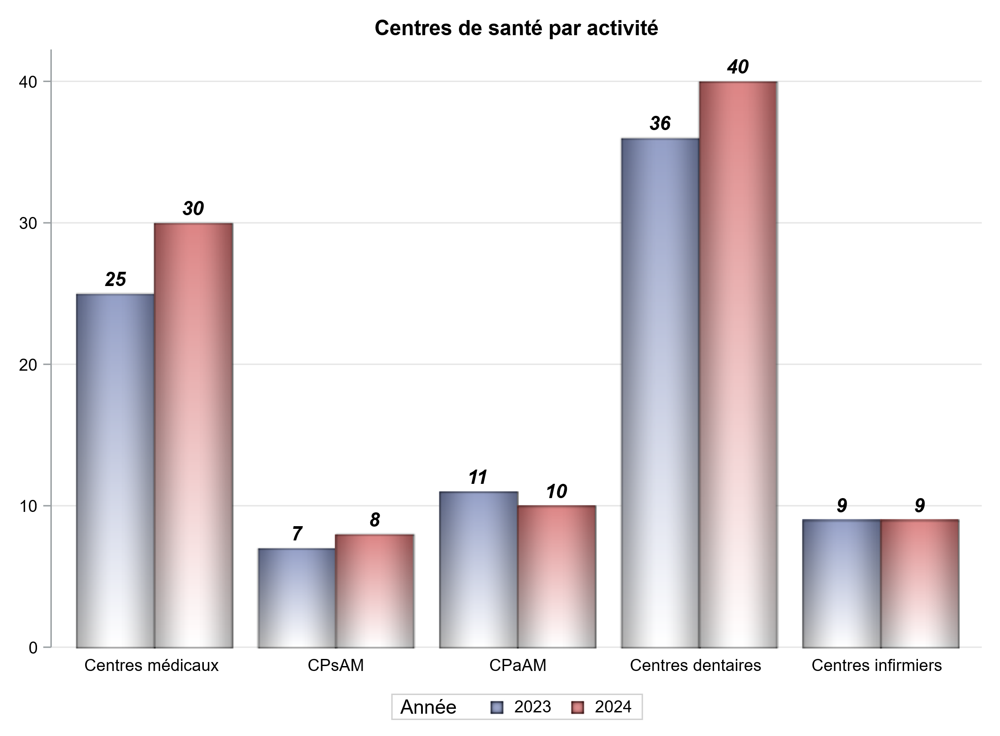 Centres de santé par activité
40
30
20
10
0
25
30
7
8
11
10
36
40
9
9
Centres médicaux
CPsAM
CPaAM
Centres dentaires
Centres infirmiers
Année 2023 2024